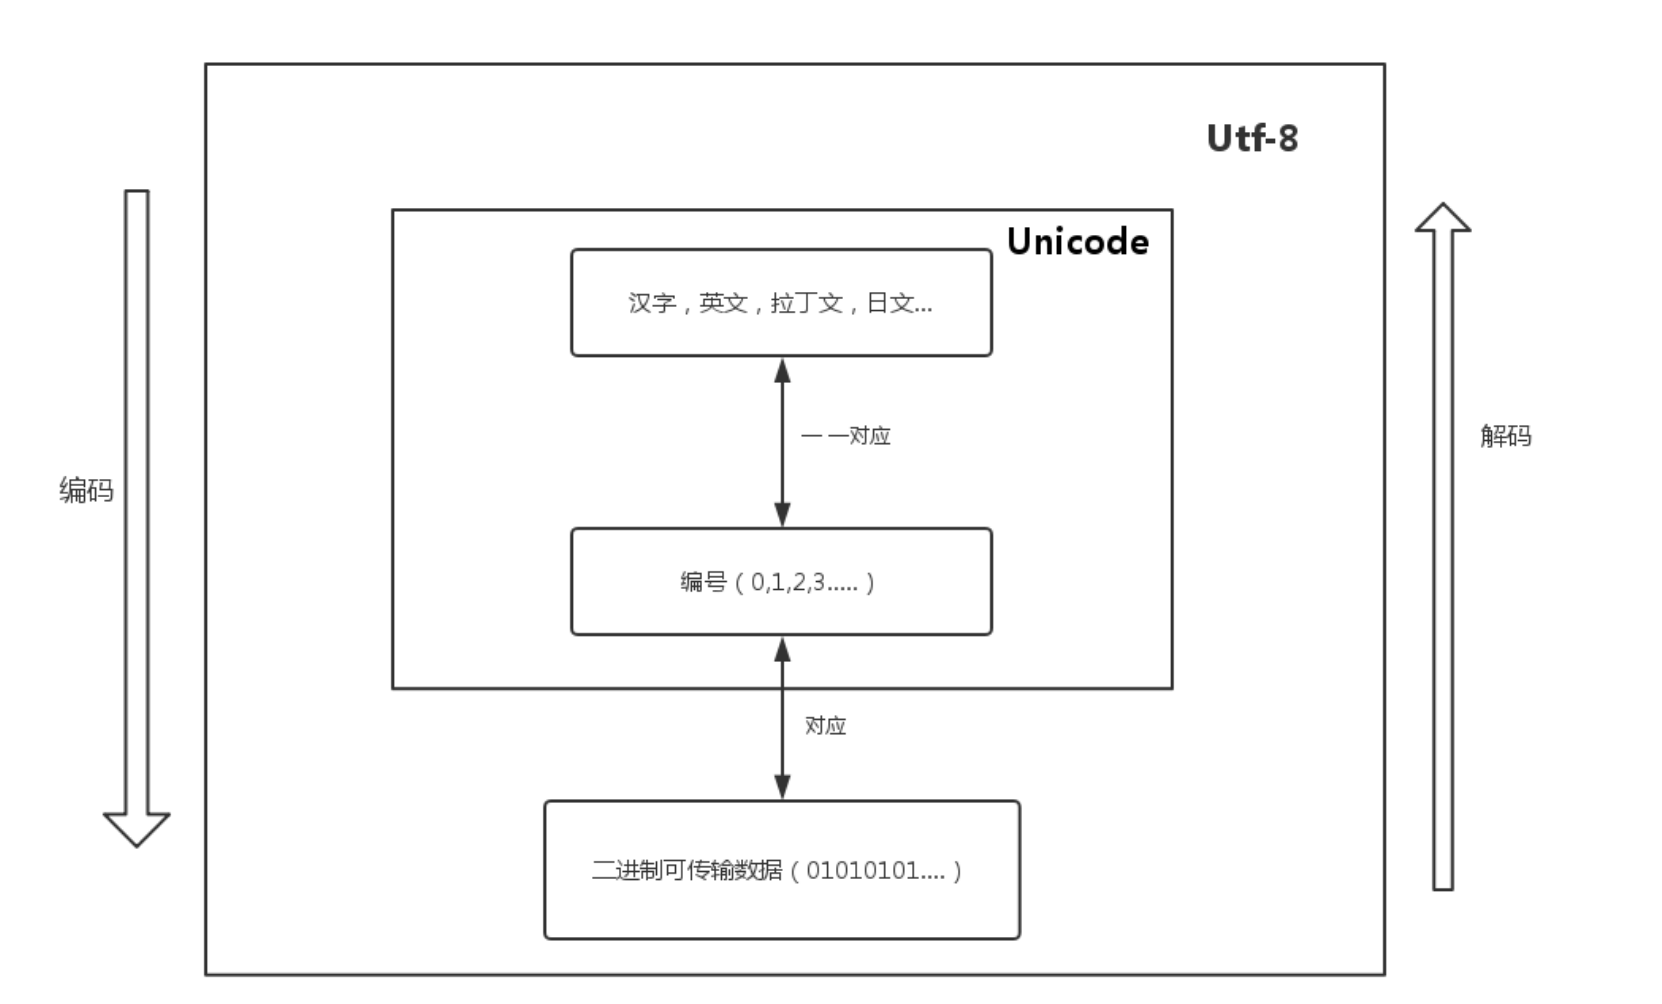 Utf-8
Unicode
汉字，英文，拉丁文，日文...
一 一对应
编码
解码
编号（0,1,2,3.....）
对应
二进制可传输数据（01010101....）